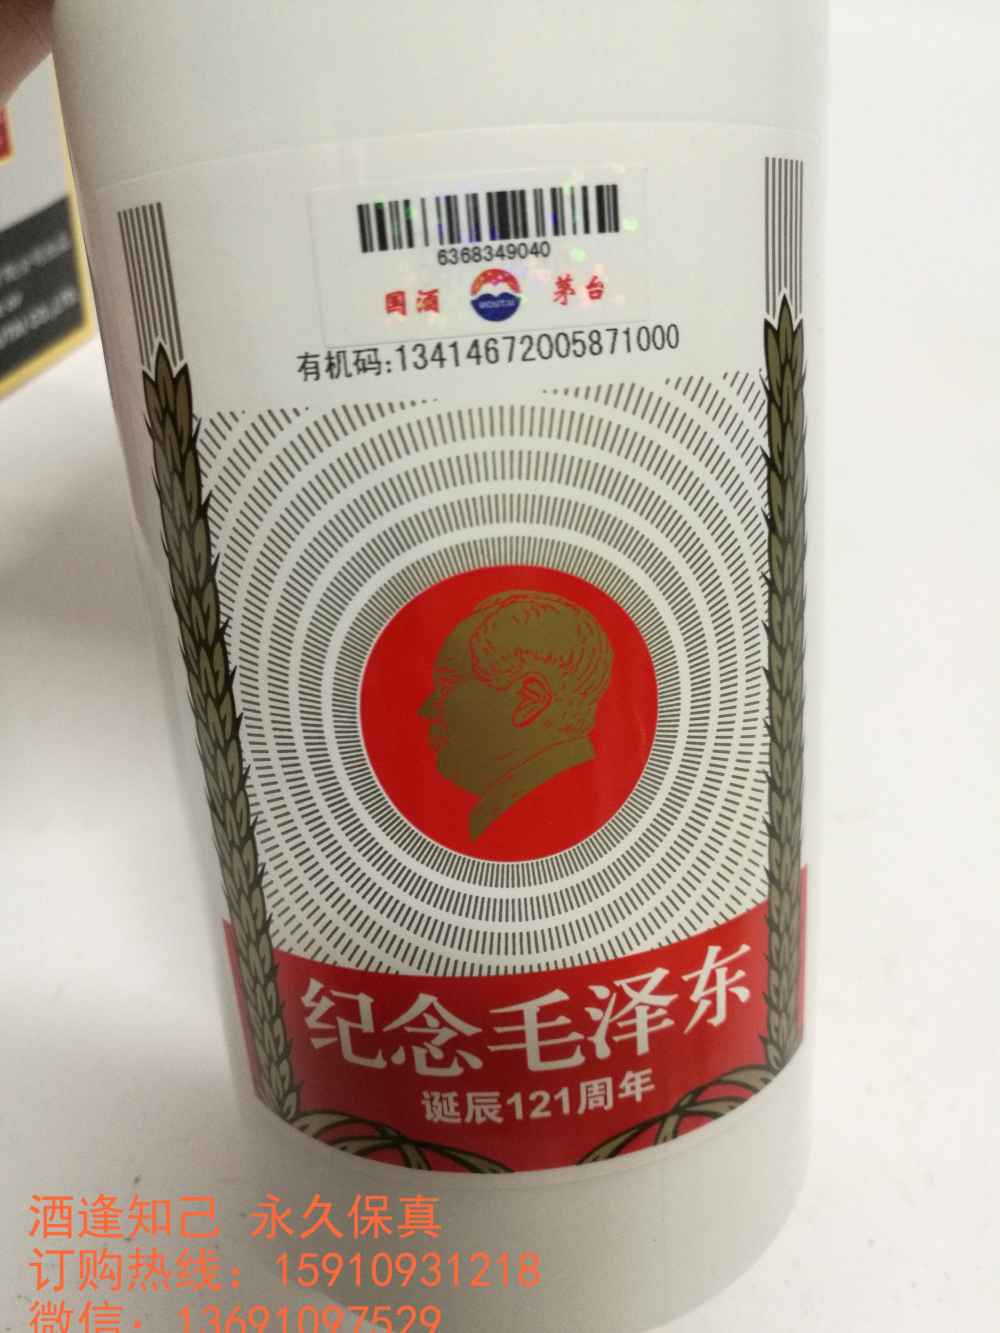 6368349040
国酒 MOUTAI 茅台
有机码:13414672005871000
纪念毛泽东
诞辰121周年
酒逢知己 永久保真
订购热线：15910931218
微信：13691097529